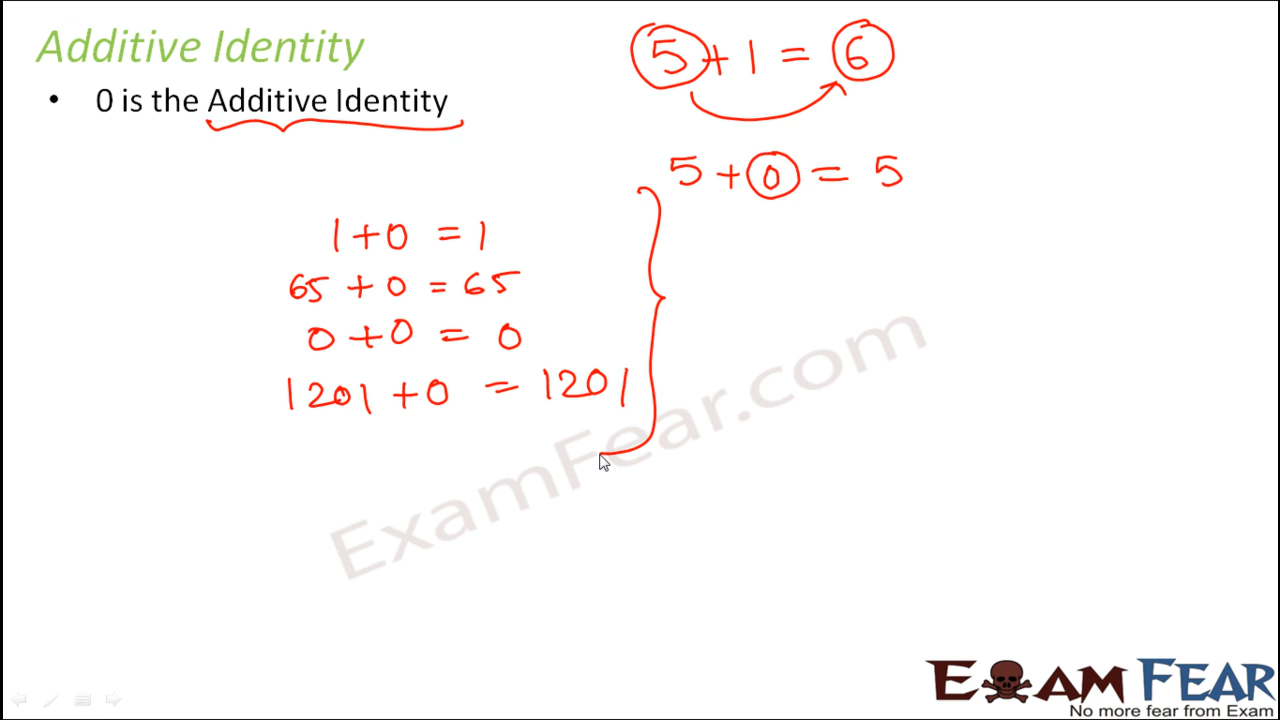 Additive Identity
• 0 is the Additive Identity
5 + 1 = 6
5 + 0 = 5
1 + 0 = 1
65 + 0 = 65
0 + 0 = 0
1201 + 0 = 1201
ExamFear.com
EXAM FEAR
No more fear from Exam